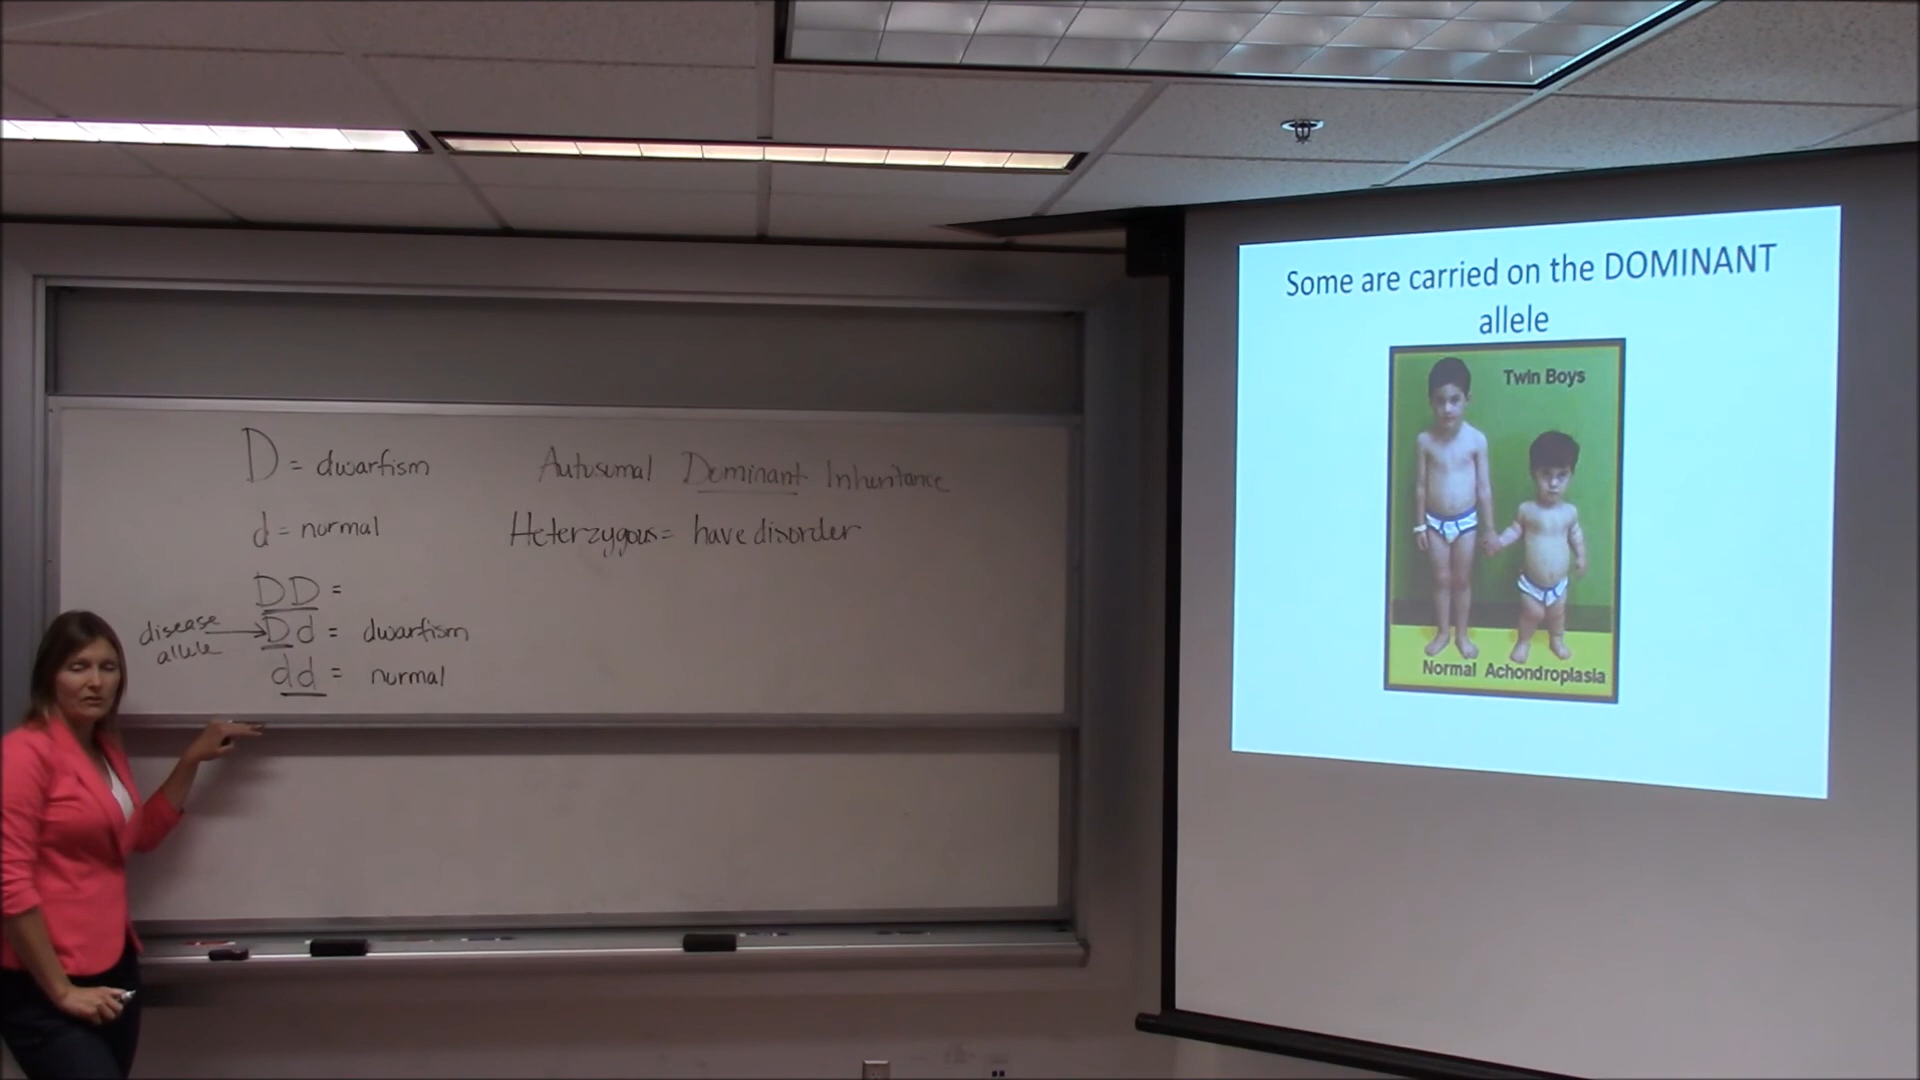 D = dwarfism
d = normal
DD =
disease allele → Dd = dwarfism
dd = normal
Autosomal Dominant Inheritance
Heterzygous = have disorder
Some are carried on the DOMINANT
allele
Twin Boys
Normal Achondroplasia